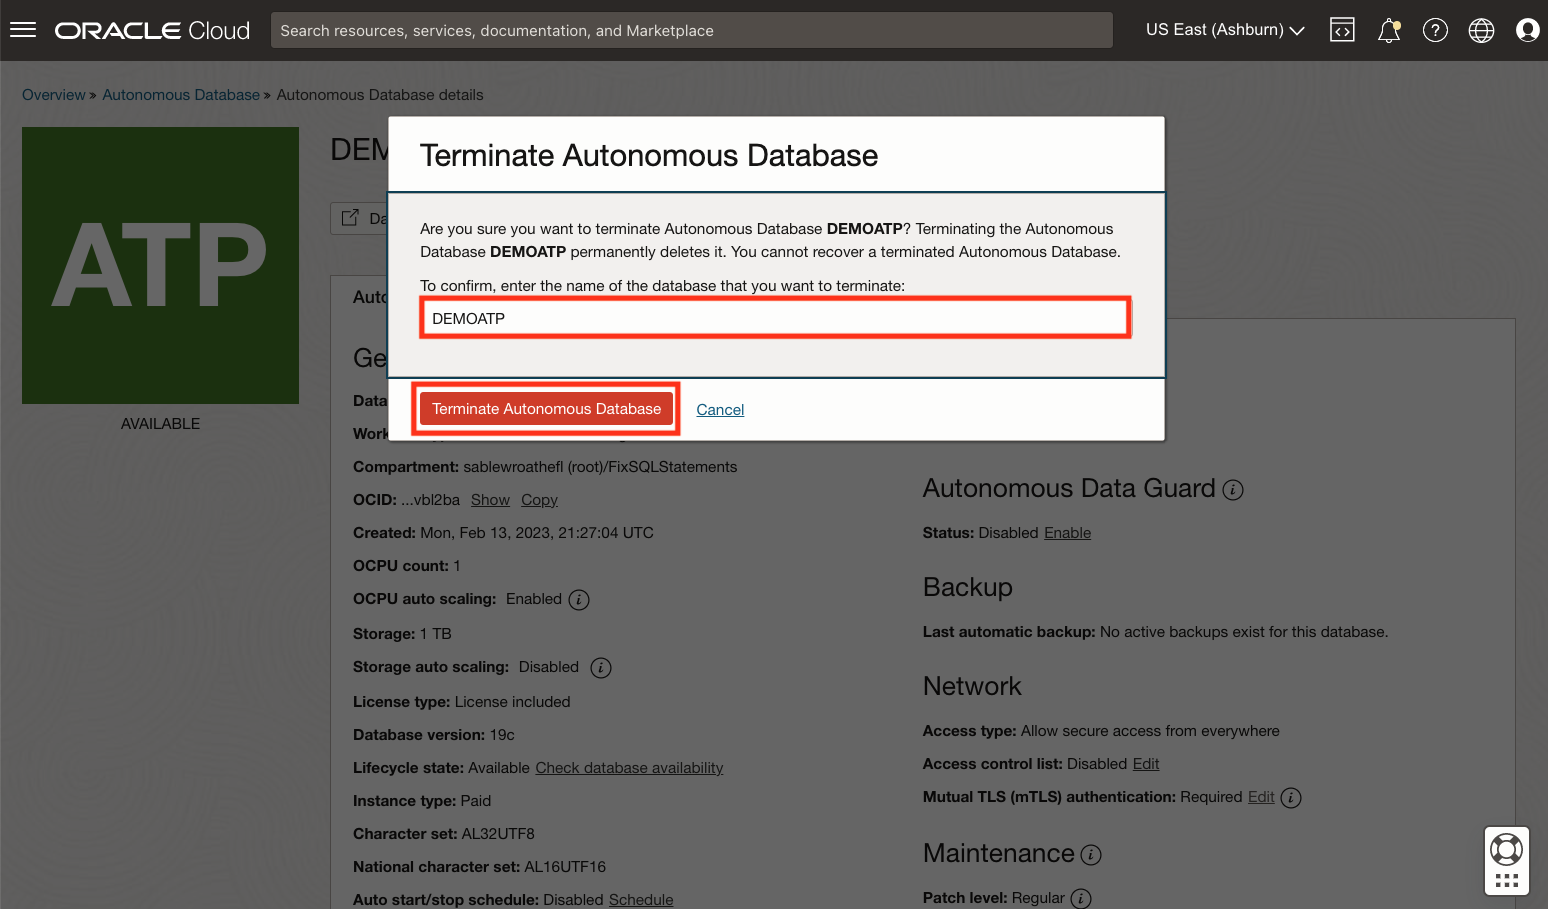 ORACLE Cloud
Search resources, services, documentation, and Marketplace
US East (Ashburn)
Overview » Autonomous Database » Autonomous Database details
ATP
AVAILABLE
DEM
Da
Terminate Autonomous Database
Are you sure you want to terminate Autonomous Database DEMOATP? Terminating the Autonomous
Database DEMOATP permanently deletes it. You cannot recover a terminated Autonomous Database.
To confirm, enter the name of the database that you want to terminate:
DEMOATP
Terminate Autonomous Database Cancel
Auto
Ge
Data
Work
Compartment: sablewroathefl (root)/FixSQLStatements
OCID: ...vbl2ba Show Copy
Created: Mon, Feb 13, 2023, 21:27:04 UTC
OCPU count: 1
OCPU auto scaling: Enabled
Storage: 1 TB
Storage auto scaling: Disabled
License type: License included
Database version: 19c
Lifecycle state: Available Check database availability
Instance type: Paid
Character set: AL32UTF8
National character set: AL16UTF16
Auto start/stop schedule: Disabled Schedule
Autonomous Data Guard
Status: Disabled Enable
Backup
Last automatic backup: No active backups exist for this database.
Network
Access type: Allow secure access from everywhere
Access control list: Disabled Edit
Mutual TLS (mTLS) authentication: Required Edit
Maintenance
Patch level: Regular